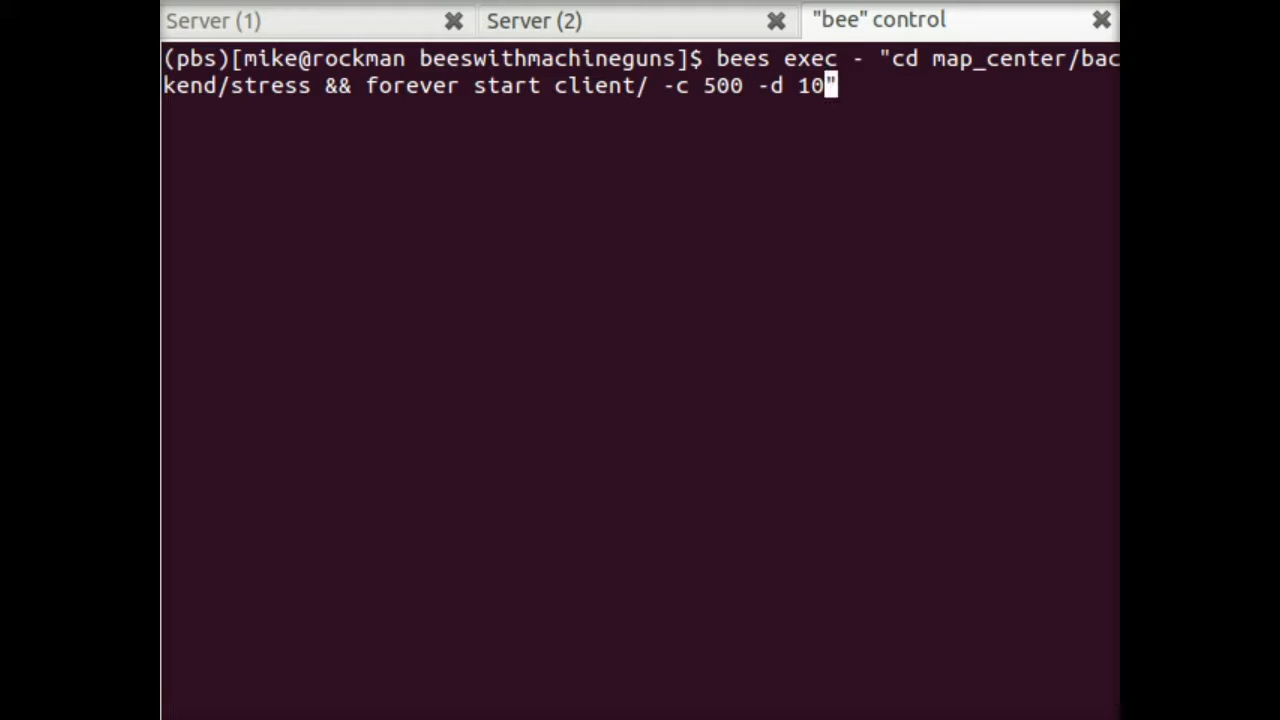 Server (1) Server (2) "bee" control
(pbs)[mike@rockman beeswithmachineguns]$ bees exec - "cd map_center/bac
kend/stress && forever start client/ -c 500 -d 10"